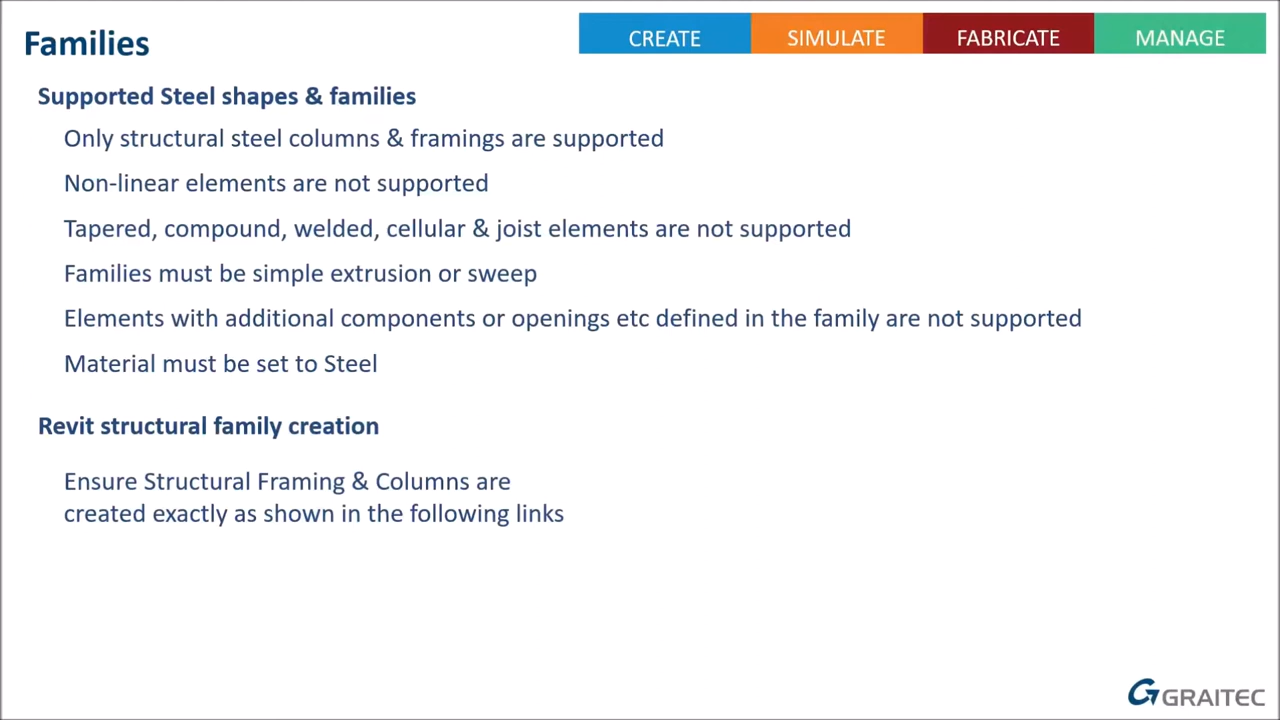 Families
CREATE
SIMULATE
FABRICATE
MANAGE
Supported Steel shapes & families
Only structural steel columns & framings are supported
Non-linear elements are not supported
Tapered, compound, welded, cellular & joist elements are not supported
Families must be simple extrusion or sweep
Elements with additional components or openings etc defined in the family are not supported
Material must be set to Steel
Revit structural family creation
Ensure Structural Framing & Columns are
created exactly as shown in the following links
GRAITEC